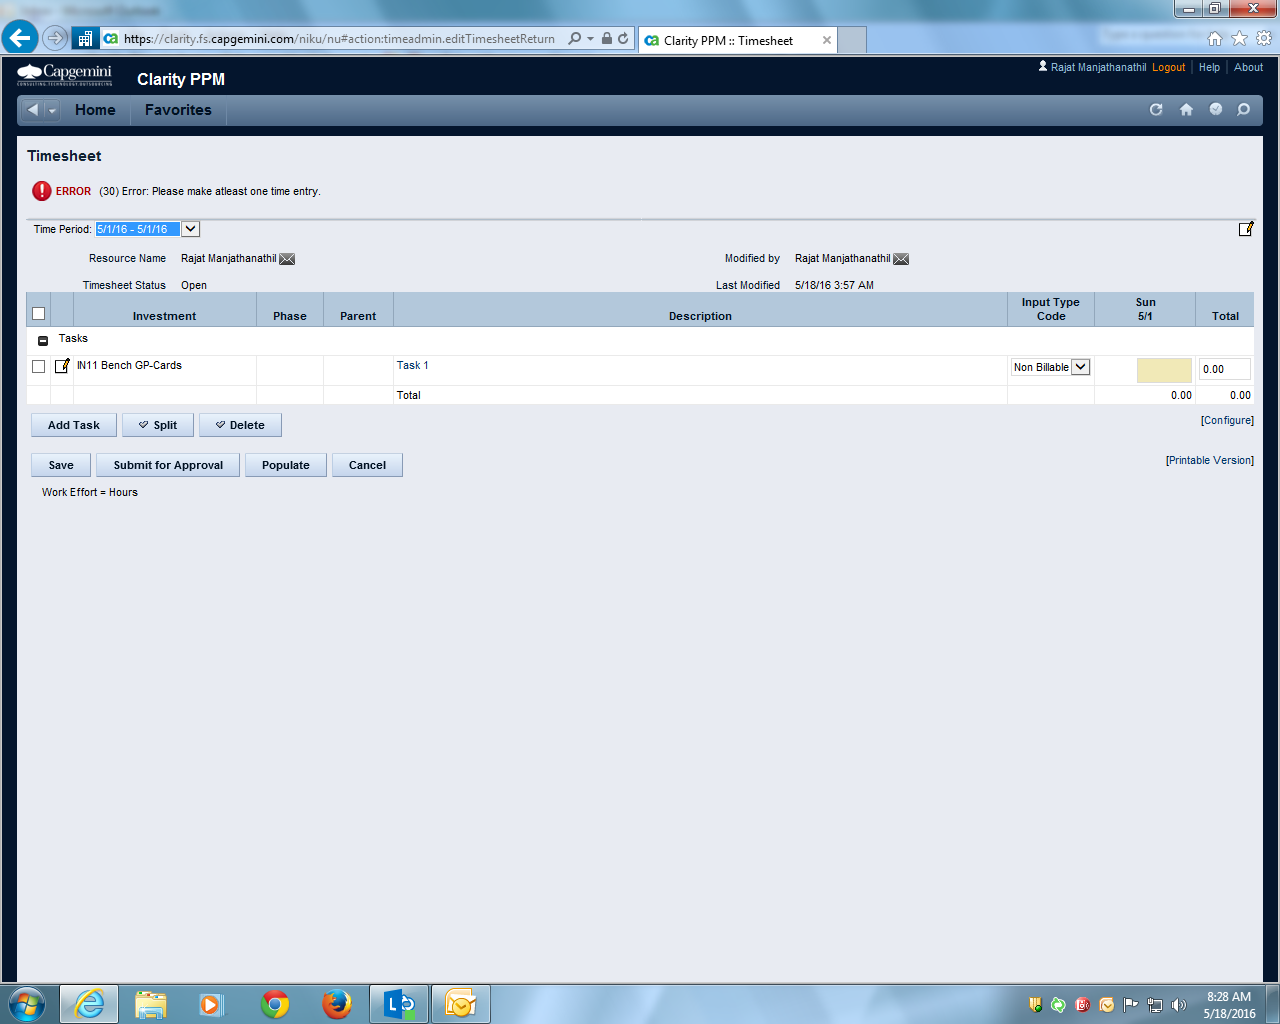 https://clarity.fs.capgemini.com/niku/nu#action:timeadmin.editTimesheetReturn
Clarity PPM :: Timesheet
Capgemini
CONSULTING.TECHNOLOGY.OUTSOURCING
Clarity PPM
Rajat Manjathanathil Logout Help About
Home Favorites
Timesheet
ERROR (30) Error: Please make atleast one time entry.
Time Period: 5/1/16 - 5/1/16
Resource Name Rajat Manjathanathil Modified by Rajat Manjathanathil
Timesheet Status Open Last Modified 5/18/16 3:57 AM
Investment Phase Parent Description Input Type Code Sun 5/1 Total
Tasks
IN11 Bench GP-Cards Task 1 Non Billable 0.00
Total 0.00 0.00
Add Task Split Delete [Configure]
Save Submit for Approval Populate Cancel [Printable Version]
Work Effort = Hours
8:28 AM
5/18/2016